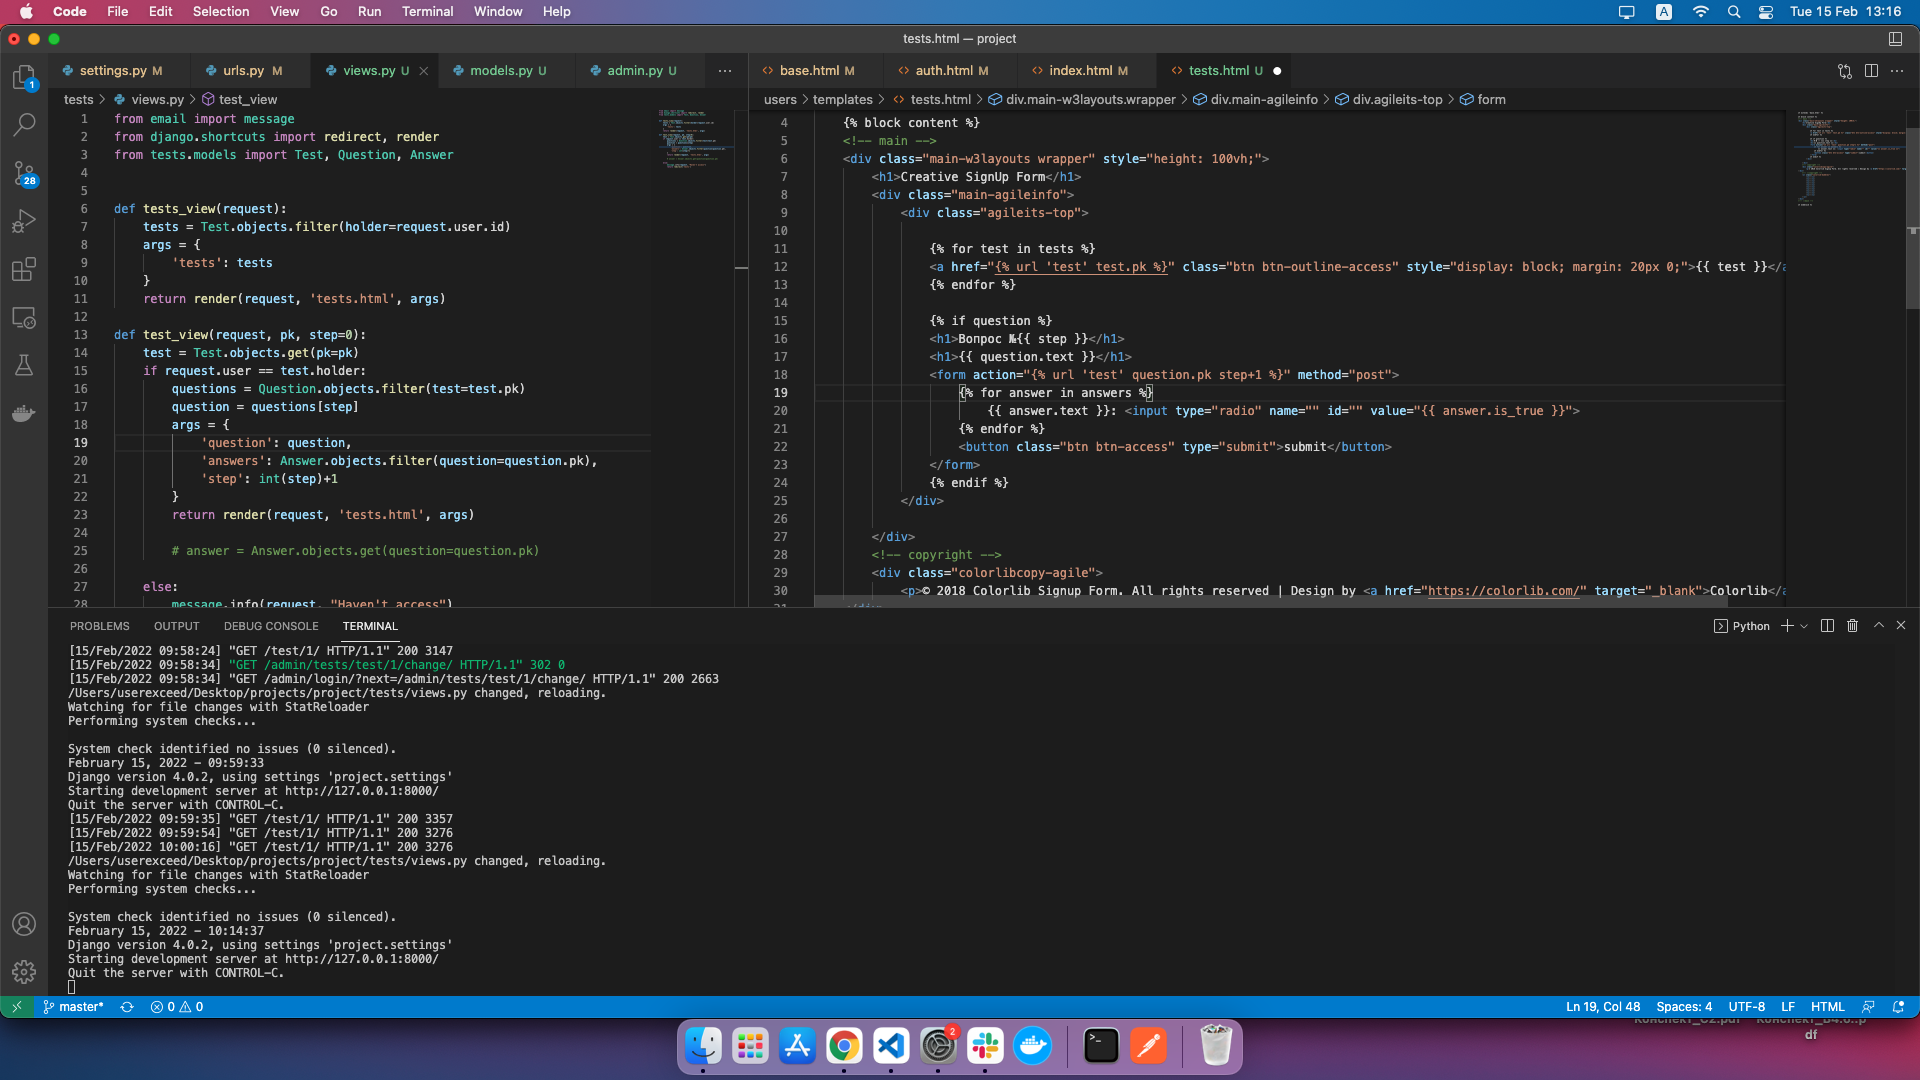 Code File Edit Selection View Go Run Terminal Window Help
A Tue 15 Feb 13:16
tests.html — project
settings.py M urls.py M views.py U models.py U admin.py U ...
base.html M auth.html M index.html M tests.html U ...
tests > views.py > test_view
users > templates > tests.html > div.main-w3layouts.wrapper > div.main-agileinfo > div.agileits-top > form
1 from email import message
2 from django.shortcuts import redirect, render
3 from tests.models import Test, Question, Answer
4
5
6 def tests_view(request):
7 tests = Test.objects.filter(holder=request.user.id)
8 args = {
9 'tests': tests
10 }
11 return render(request, 'tests.html', args)
12
13 def test_view(request, pk, step=0):
14 test = Test.objects.get(pk=pk)
15 if request.user == test.holder:
16 questions = Question.objects.filter(test=test.pk)
17 question = questions[step]
18 args = {
19 'question': question,
20 'answers': Answer.objects.filter(question=question.pk),
21 'step': int(step)+1
22 }
23 return render(request, 'tests.html', args)
24
25 # answer = Answer.objects.get(question=question.pk)
26
27 else:
28 message.info(request, "Haven't access")
4 {% block content %}
5 <!-- main -->
6 <div class="main-w3layouts wrapper" style="height: 100vh;">
7 <h1>Creative SignUp Form</h1>
8 <div class="main-agileinfo">
9 <div class="agileits-top">
10
11 {% for test in tests %}
12 <a href="{% url 'test' test.pk %}" class="btn btn-outline-access" style="display: block; margin: 20px 0;">{{ test }}</a
13 {% endfor %}
14
15 {% if question %}
16 <h1>Вопрос №{{ step }}</h1>
17 <h1>{{ question.text }}</h1>
18 <form action="{% url 'test' question.pk step+1 %}" method="post">
19 {% for answer in answers %}
20 {{ answer.text }}: <input type="radio" name="" id="" value="{{ answer.is_true }}">
21 {% endfor %}
22 <button class="btn btn-access" type="submit">submit</button>
23 </form>
24 {% endif %}
25 </div>
26
27 </div>
28 <!-- copyright -->
29 <div class="colorlibcopy-agile">
30 <p>© 2018 Colorlib Signup Form. All rights reserved | Design by <a href="https://colorlib.com/" target="_blank">Colorlib</a
31 </div>
1
28
PROBLEMS OUTPUT DEBUG CONSOLE TERMINAL
Python
[15/Feb/2022 09:58:24] "GET /test/1/ HTTP/1.1" 200 3147
[15/Feb/2022 09:58:34] "GET /admin/tests/test/1/change/ HTTP/1.1" 302 0
[15/Feb/2022 09:58:34] "GET /admin/login/?next=/admin/tests/test/1/change/ HTTP/1.1" 200 2663
/Users/userexceed/Desktop/projects/project/tests/views.py changed, reloading.
Watching for file changes with StatReloader
Performing system checks...
System check identified no issues (0 silenced).
February 15, 2022 - 09:59:33
Django version 4.0.2, using settings 'project.settings'
Starting development server at http://127.0.0.1:8000/
Quit the server with CONTROL-C.
[15/Feb/2022 09:59:35] "GET /test/1/ HTTP/1.1" 200 3357
[15/Feb/2022 09:59:54] "GET /test/1/ HTTP/1.1" 200 3276
[15/Feb/2022 10:00:16] "GET /test/1/ HTTP/1.1" 200 3276
/Users/userexceed/Desktop/projects/project/tests/views.py changed, reloading.
Watching for file changes with StatReloader
Performing system checks...
System check identified no issues (0 silenced).
February 15, 2022 - 10:14:37
Django version 4.0.2, using settings 'project.settings'
Starting development server at http://127.0.0.1:8000/
Quit the server with CONTROL-C.
master* 0 0
Ln 19, Col 48 Spaces: 4 UTF-8 LF HTML
df
2